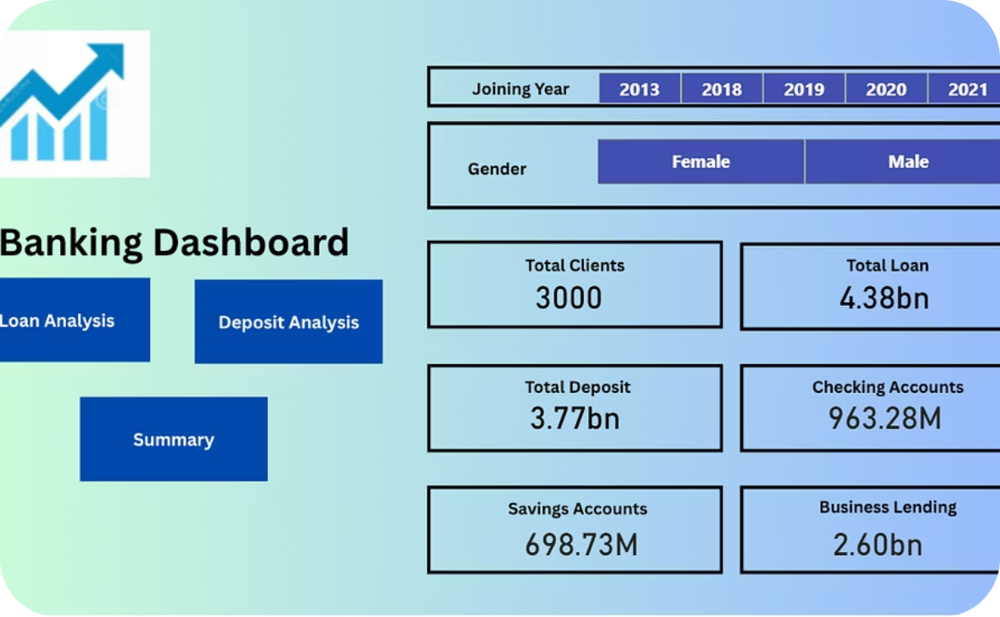 Joining Year 2013 2018 2019 2020 2021
Gender Female Male
Banking Dashboard
Loan Analysis
Deposit Analysis
Summary
Total Clients
3000
Total Loan
4.38bn
Total Deposit
3.77bn
Checking Accounts
963.28M
Savings Accounts
698.73M
Business Lending
2.60bn